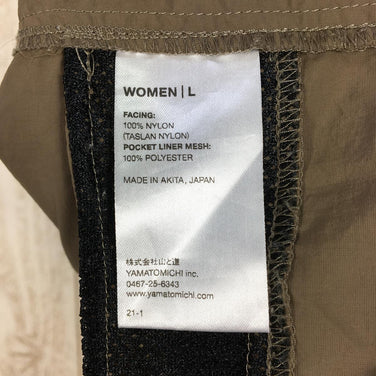 WOMEN | L
FACING:
100% NYLON
(TASLAN NYLON)
POCKET LINER MESH:
100% POLYESTER
MADE IN AKITA, JAPAN
株式会社山と道
YAMATOMICHI inc.
0467-25-6343
www.yamatomichi.com
21-1